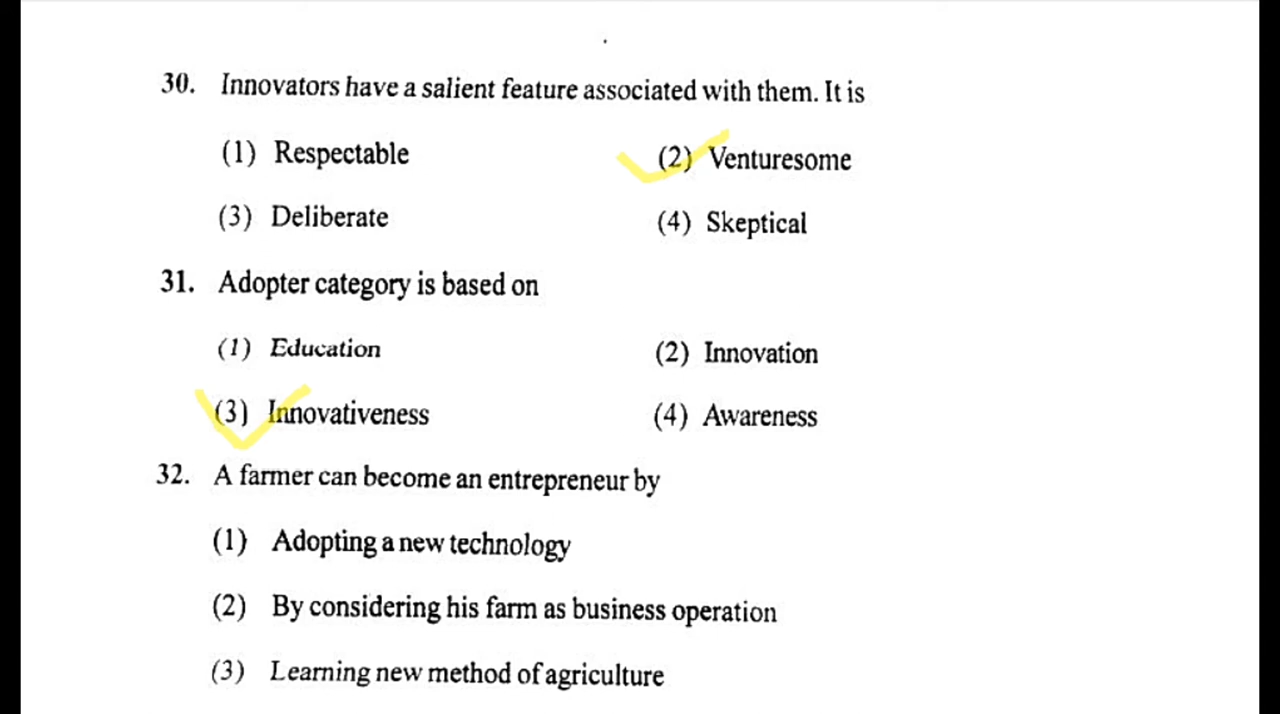 30. Innovators have a salient feature associated with them. It is
(1) Respectable (2) Venturesome
(3) Deliberate (4) Skeptical
31. Adopter category is based on
(1) Education (2) Innovation
(3) Innovativeness (4) Awareness
32. A farmer can become an entrepreneur by
(1) Adopting a new technology
(2) By considering his farm as business operation
(3) Learning new method of agriculture